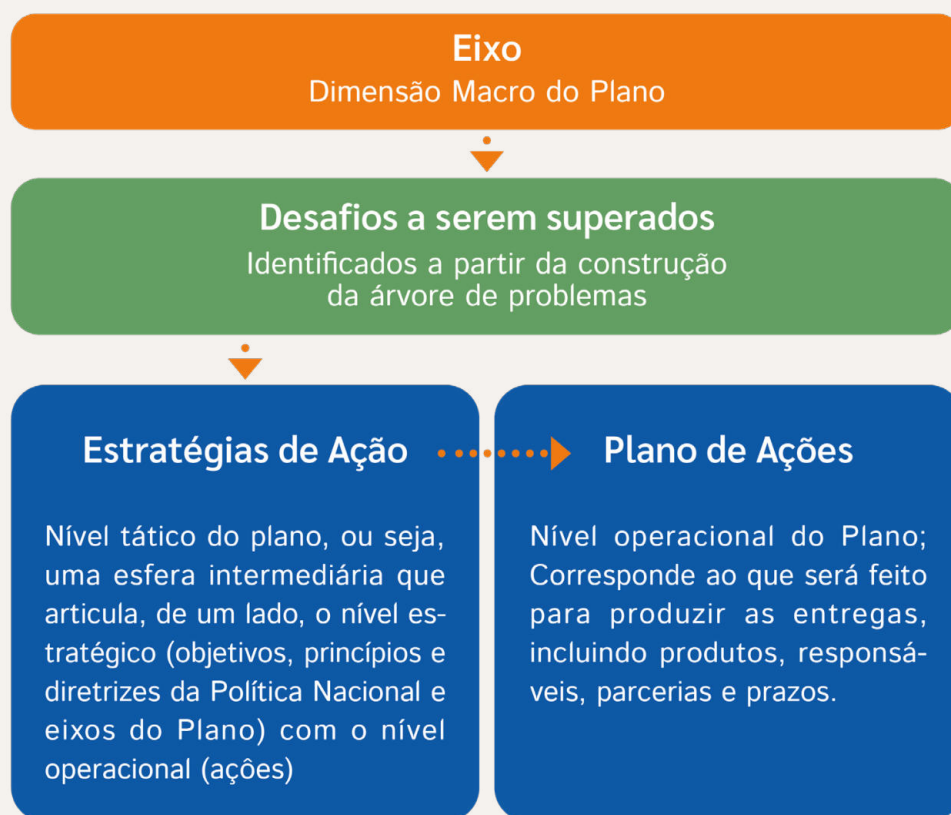 Eixo
Dimensão Macro do Plano
Desafios a serem superados
Identificados a partir da construção
da árvore de problemas
Estratégias de Ação
Nível tático do plano, ou seja,
uma esfera intermediária que
articula, de um lado, o nível es-
tratégico (objetivos, princípios e
diretrizes da Política Nacional e
eixos do Plano) com o nível
operacional (açôes)
Plano de Ações
Nível operacional do Plano;
Corresponde ao que será feito
para produzir as entregas,
incluindo produtos, responsá-
veis, parcerias e prazos.